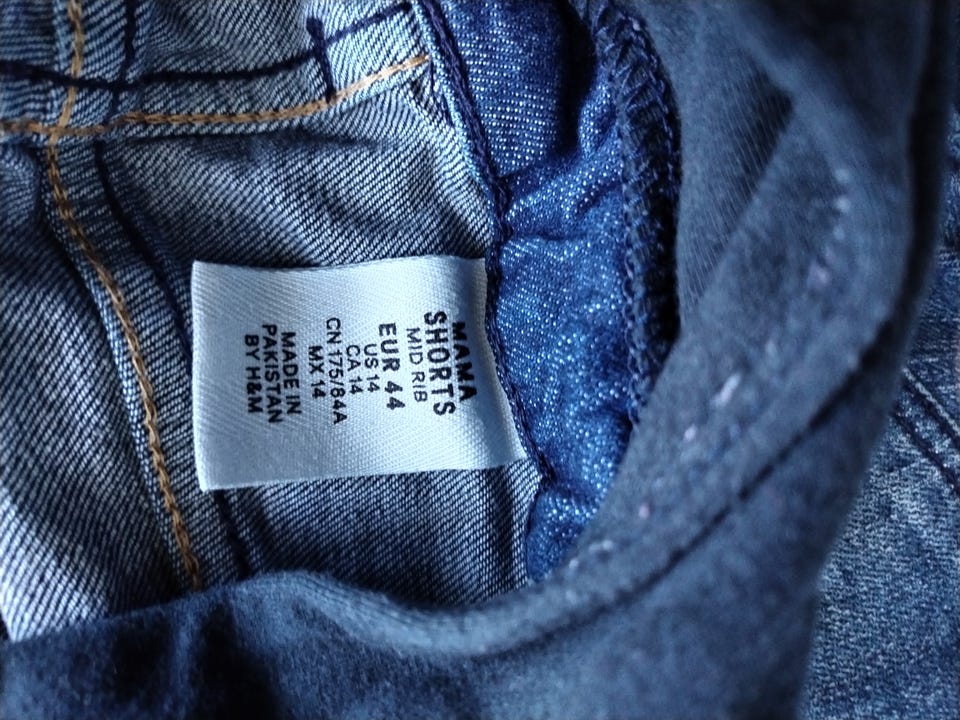 MAMA
SHORTS
MID RIB
EUR 44
US 14
CA 14
CN 175/84A
MX 14
MADE IN
PAKISTAN
BY H&M